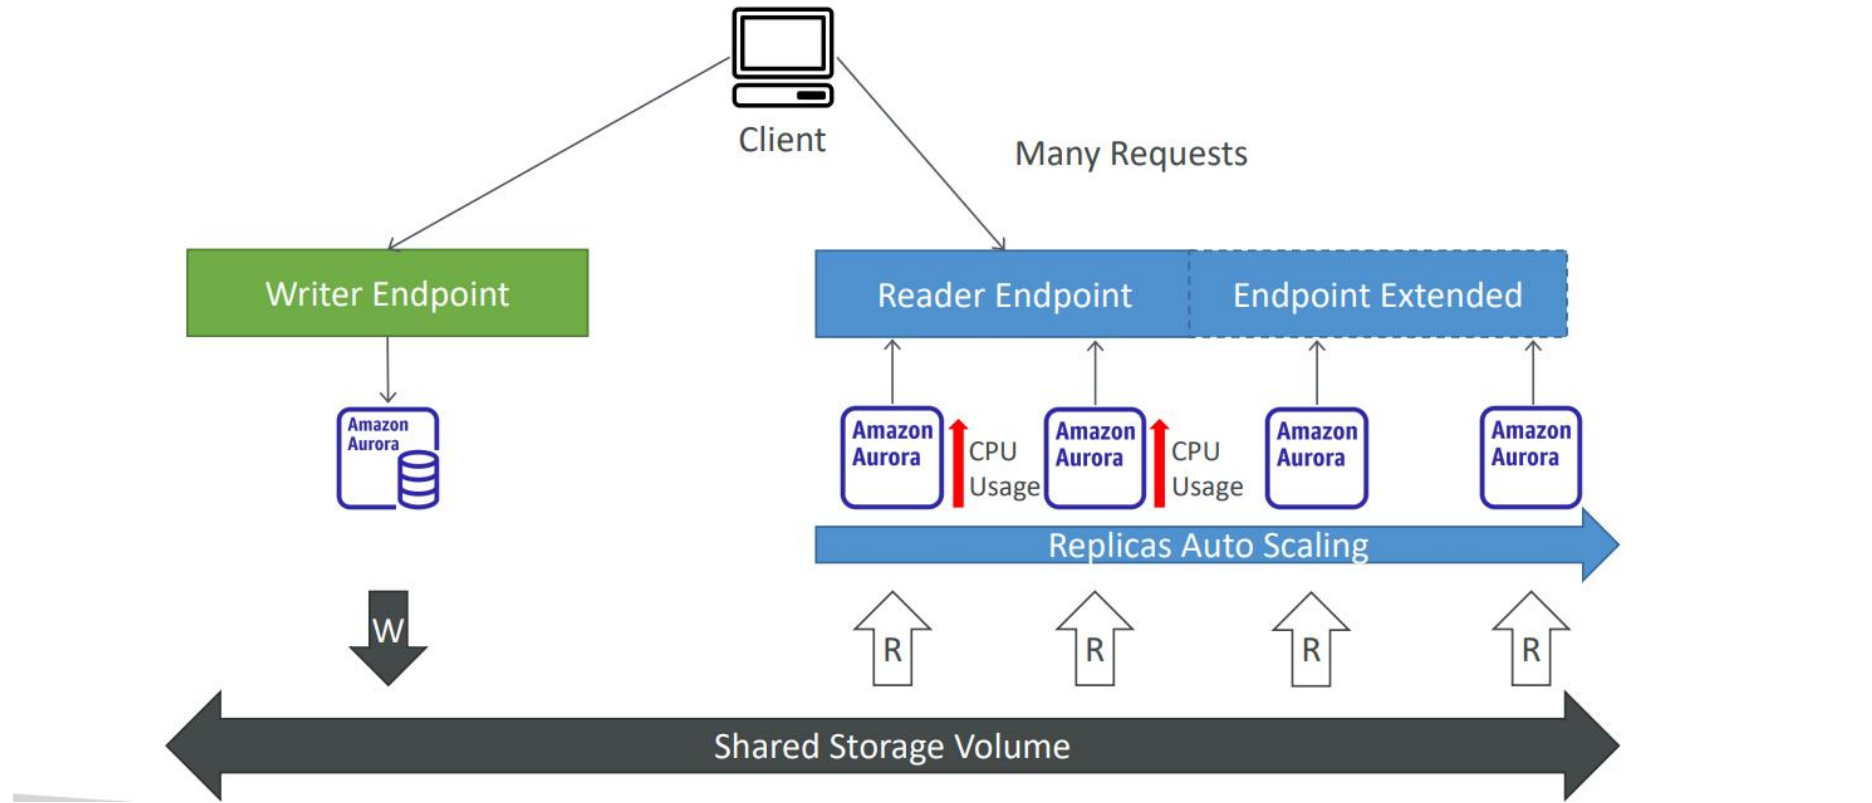 Client
Many Requests
Writer Endpoint
Reader Endpoint
Endpoint Extended
Amazon
Aurora
Amazon
Aurora
CPU
Usage
Amazon
Aurora
CPU
Usage
Amazon
Aurora
Amazon
Aurora
Replicas Auto Scaling
W
R
R
R
R
Shared Storage Volume